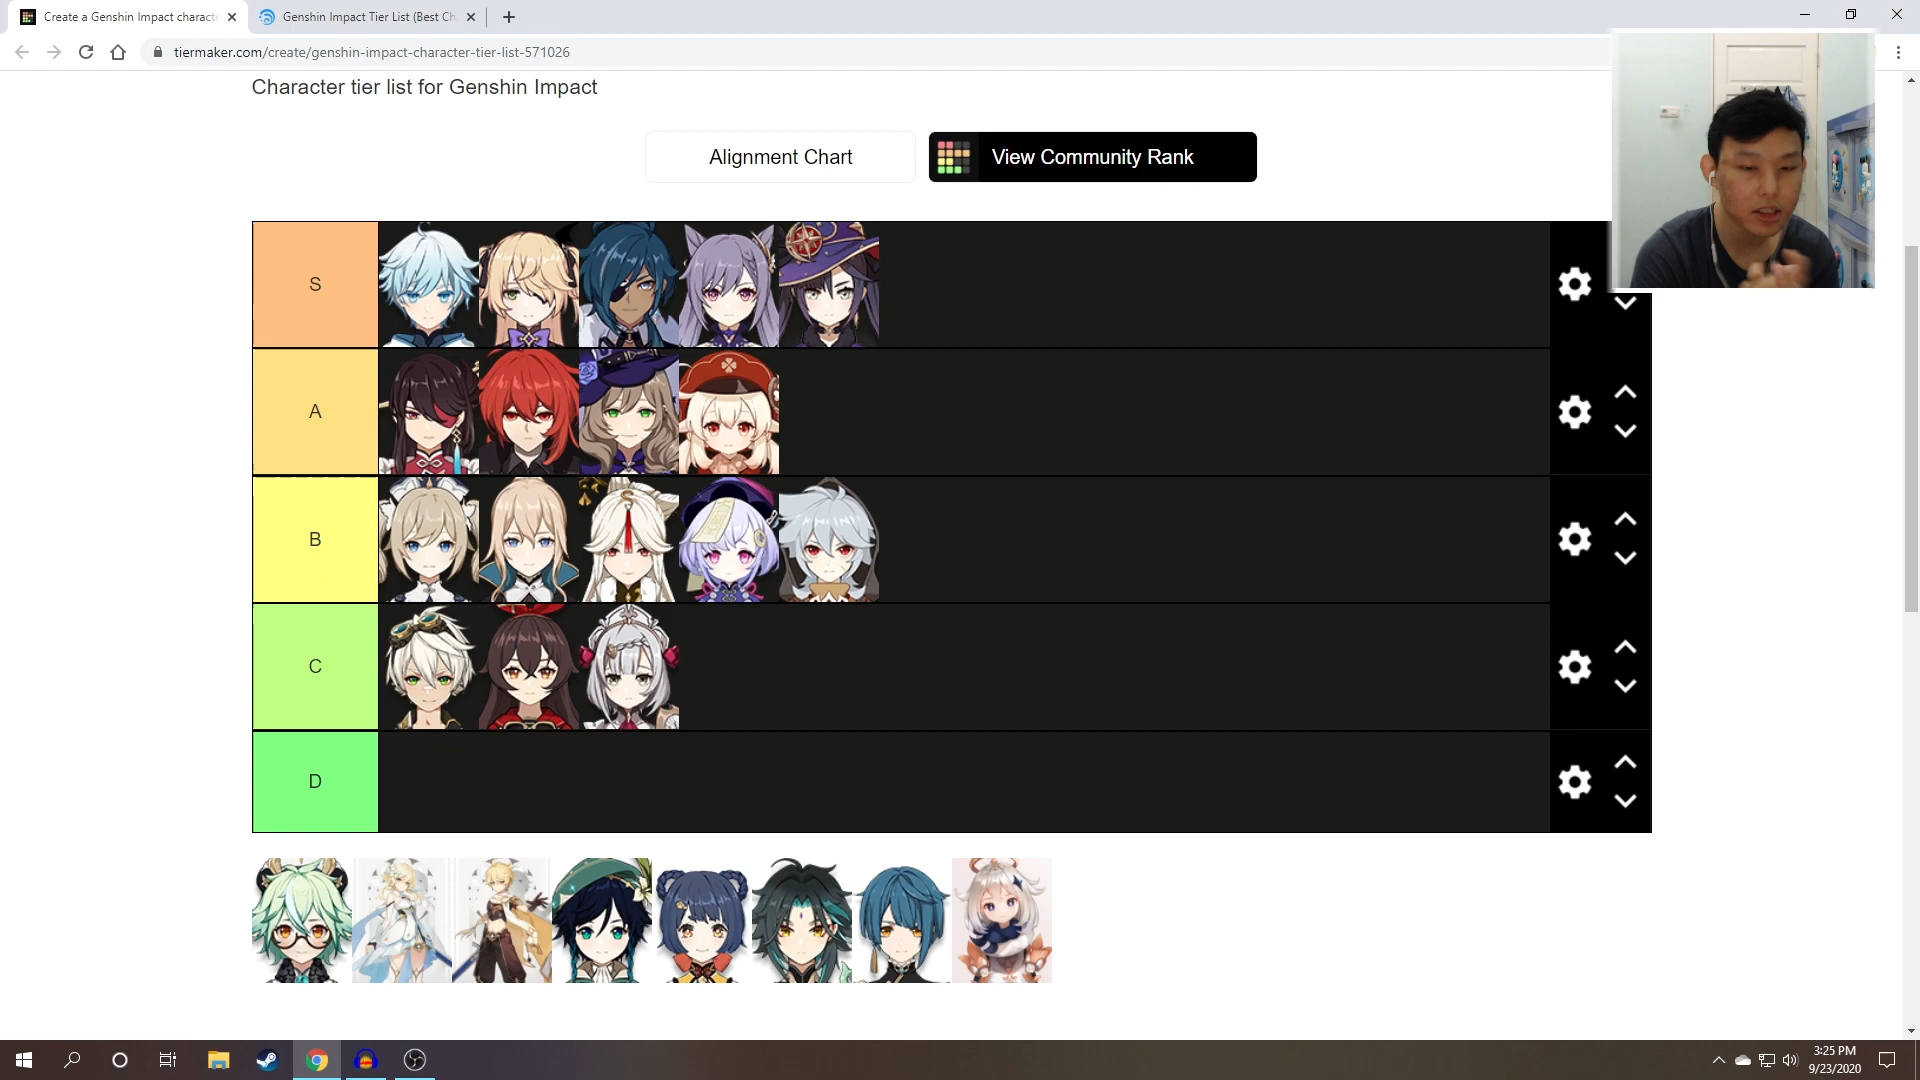 Create a Genshin Impact characte
Genshin Impact Tier List (Best Ch
tiermaker.com/create/genshin-impact-character-tier-list-571026
Character tier list for Genshin Impact
Alignment Chart
View Community Rank
S
A
B
C
D
3:25 PM
9/23/2020